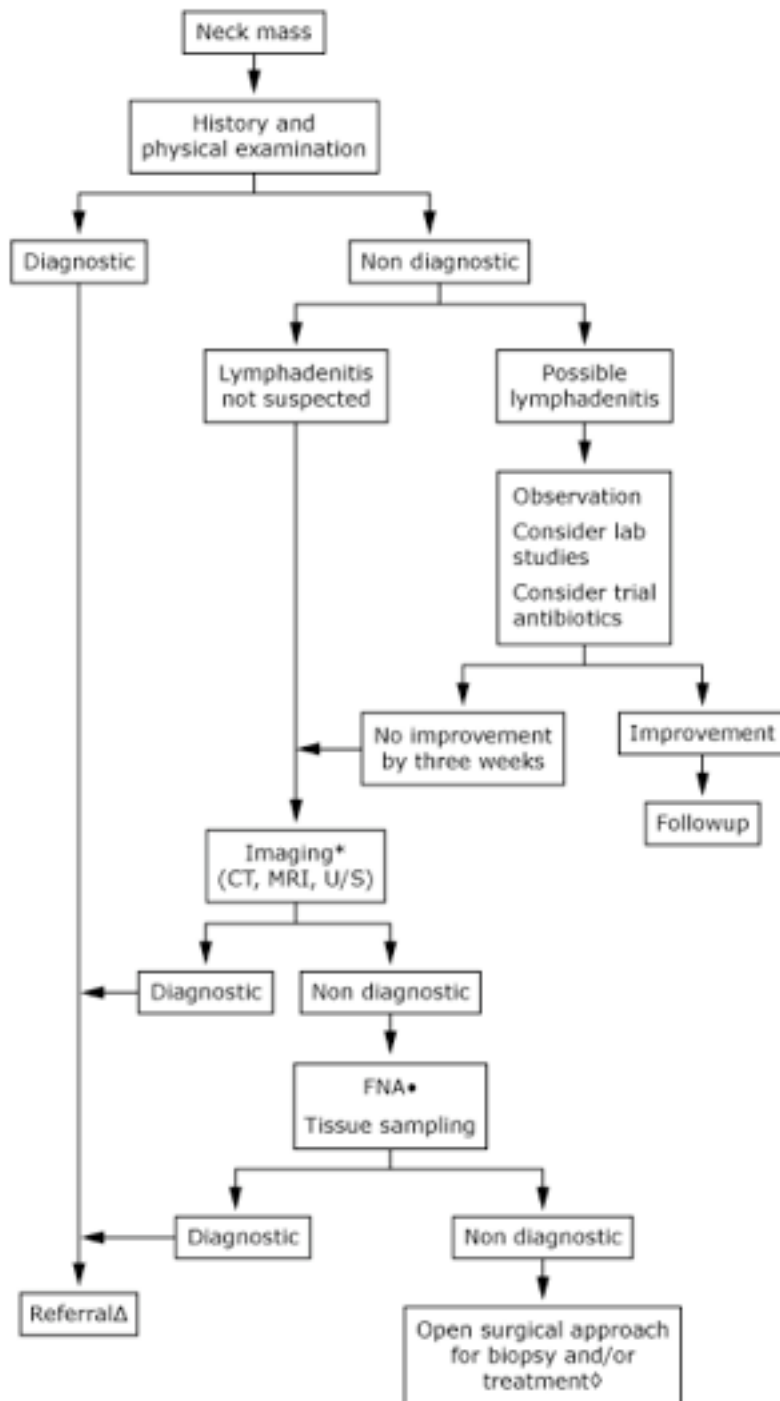 Neck mass
History and
physical examination
Diagnostic
Non diagnostic
Lymphadenitis
not suspected
Possible
lymphadenitis
Observation
Consider lab
studies
Consider trial
antibiotics
No improvement
by three weeks
Improvement
Followup
Imaging*
(CT, MRI, U/S)
Diagnostic
Non diagnostic
FNA•
Tissue sampling
Diagnostic
Non diagnostic
ReferralΔ
Open surgical approach
for biopsy and/or
treatment◊